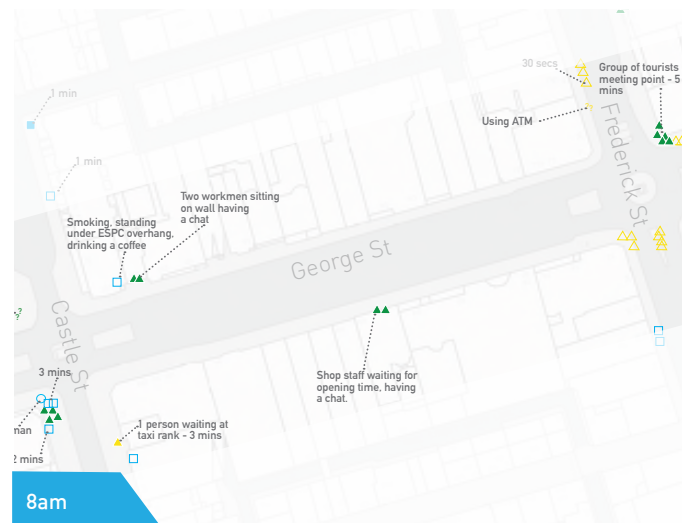 30 secs
Group of tourists
meeting point - 5
mins
1 min
Using ATM
Frederick St
1 min
Two workmen sitting
on wall having
a chat
Smoking, standing
under ESPC overhang,
drinking a coffee
George St
?
?
Castle St
Shop staff waiting for
opening time, having
a chat.
3 mins
man
1 person waiting at
taxi rank - 3 mins
2 mins
8am